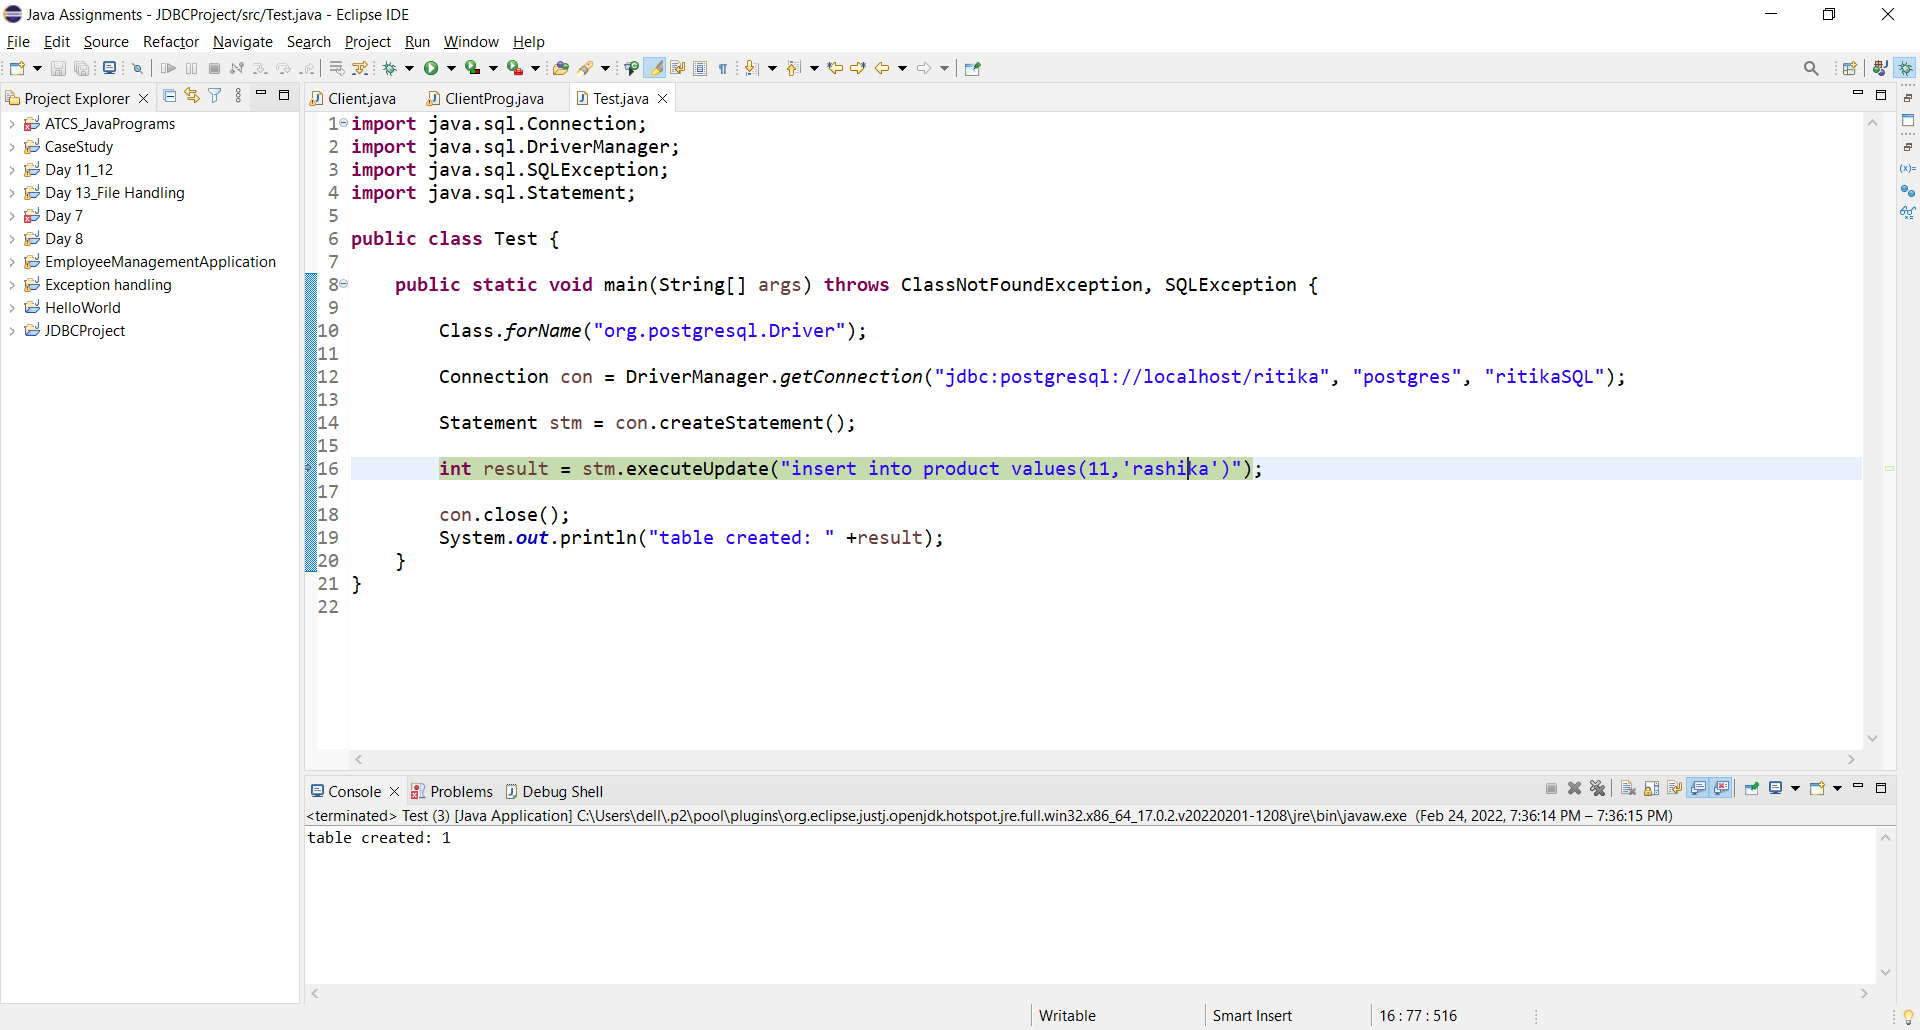 Java Assignments - JDBCProject/src/Test.java - Eclipse IDE
File Edit Source Refactor Navigate Search Project Run Window Help
Project Explorer
ATCS_JavaPrograms
CaseStudy
Day 11_12
Day 13_File Handling
Day 7
Day 8
EmployeeManagementApplication
Exception handling
HelloWorld
JDBCProject
Client.java ClientProg.java Test.java
1 import java.sql.Connection;
2 import java.sql.DriverManager;
3 import java.sql.SQLException;
4 import java.sql.Statement;
5
6 public class Test {
7
8 public static void main(String[] args) throws ClassNotFoundException, SQLException {
9
10 Class.forName("org.postgresql.Driver");
11
12 Connection con = DriverManager.getConnection("jdbc:postgresql://localhost/ritika", "postgres", "ritikaSQL");
13
14 Statement stm = con.createStatement();
15
16 int result = stm.executeUpdate("insert into product values(11,'rashika')");
17
18 con.close();
19 System.out.println("table created: " +result);
20 }
21 }
22
Console Problems Debug Shell
<terminated> Test (3) [Java Application] C:\Users\dell\.p2\pool\plugins\org.eclipse.justj.openjdk.hotspot.jre.full.win32.x86_64_17.0.2.v20220201-1208\jre\bin\javaw.exe (Feb 24, 2022, 7:36:14 PM – 7:36:15 PM)
table created: 1
Writable Smart Insert 16 : 77 : 516